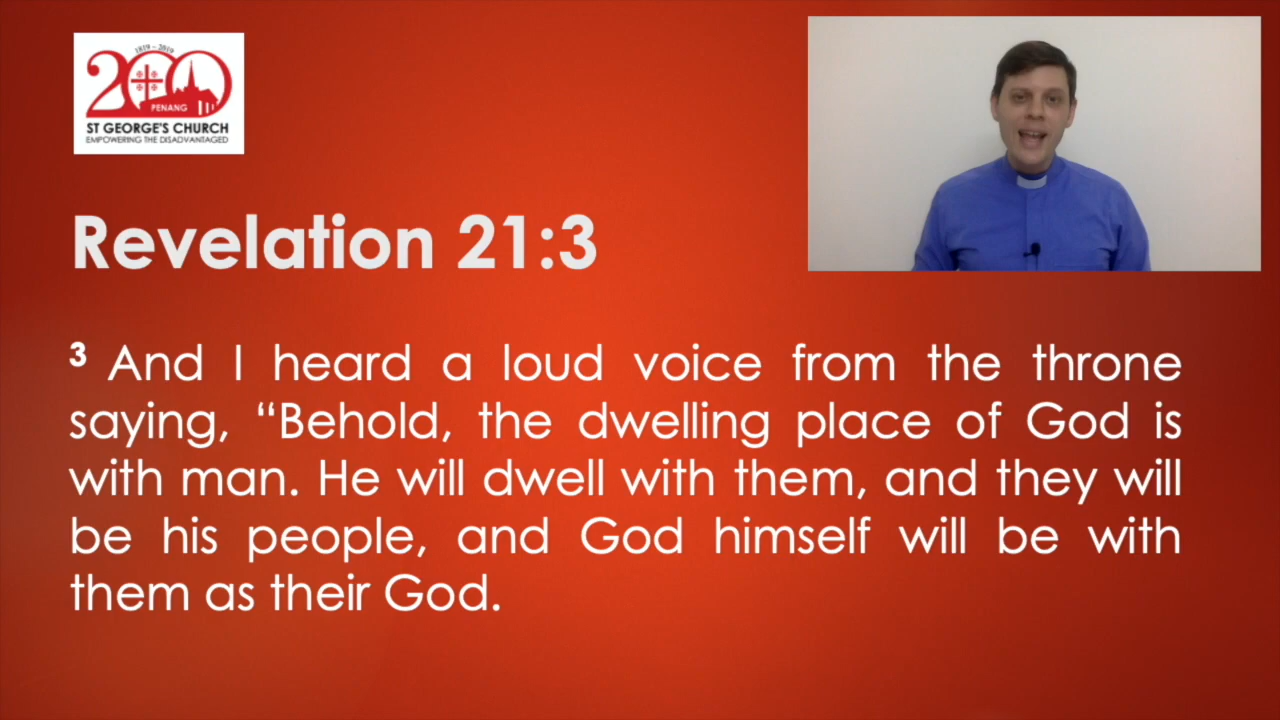 1819 - 2019
200
PENANG
ST GEORGE'S CHURCH
EMPOWERING THE DISADVANTAGED
Revelation 21:3
3 And I heard a loud voice from the throne
saying, “Behold, the dwelling place of God is
with man. He will dwell with them, and they will
be his people, and God himself will be with
them as their God.